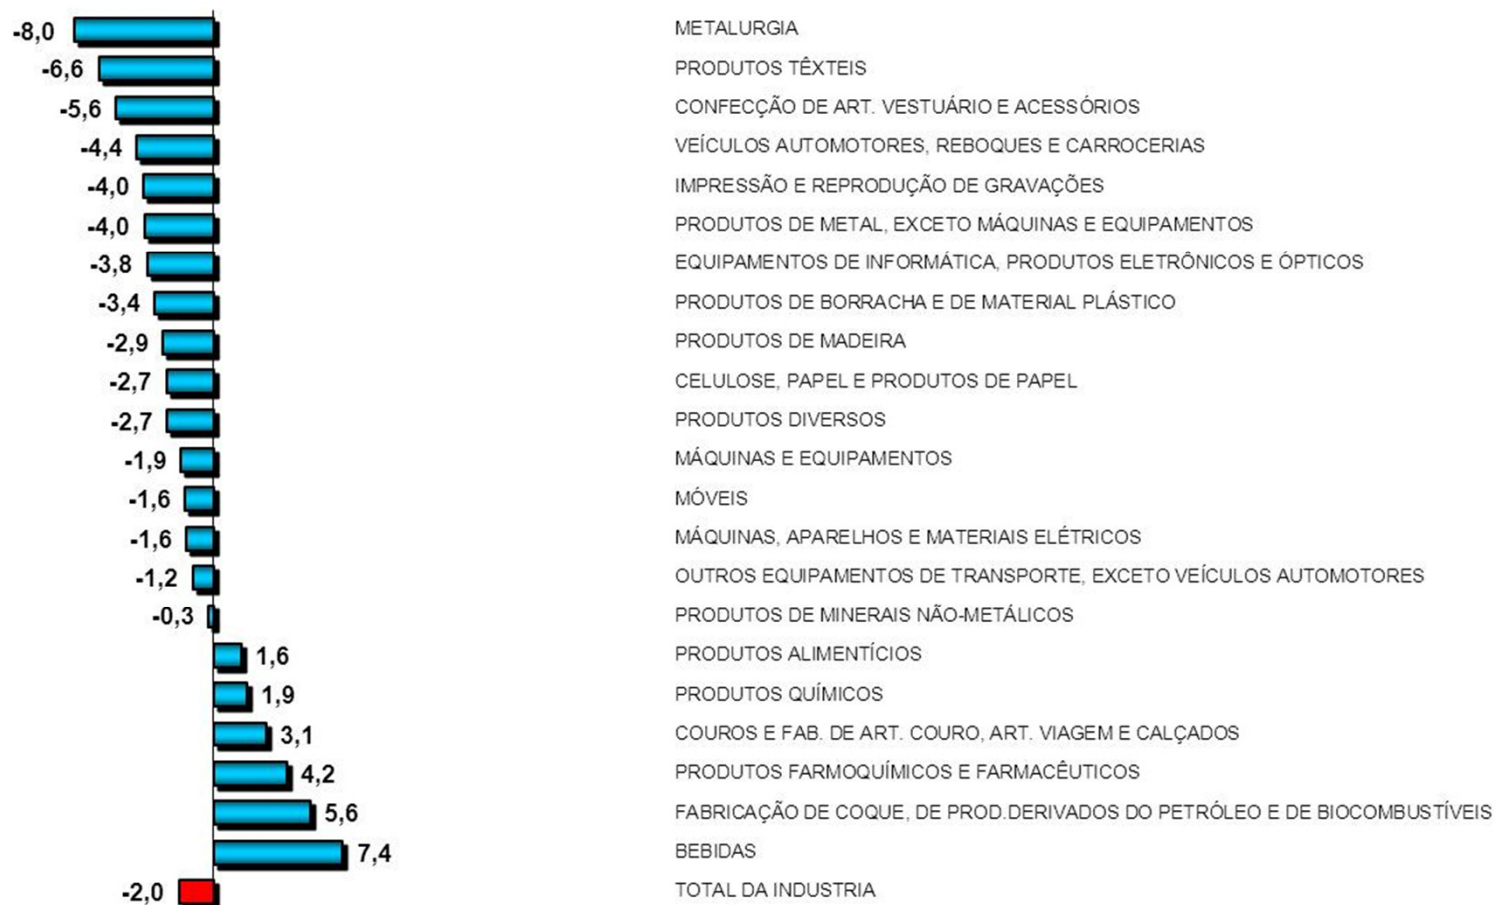 -8,0 METALURGIA
-6,6 PRODUTOS TÊXTEIS
-5,6 CONFECÇÃO DE ART. VESTUÁRIO E ACESSÓRIOS
-4,4 VEÍCULOS AUTOMOTORES, REBOQUES E CARROCERIAS
-4,0 IMPRESSÃO E REPRODUÇÃO DE GRAVAÇÕES
-4,0 PRODUTOS DE METAL, EXCETO MÁQUINAS E EQUIPAMENTOS
-3,8 EQUIPAMENTOS DE INFORMÁTICA, PRODUTOS ELETRÔNICOS E ÓPTICOS
-3,4 PRODUTOS DE BORRACHA E DE MATERIAL PLÁSTICO
-2,9 PRODUTOS DE MADEIRA
-2,7 CELULOSE, PAPEL E PRODUTOS DE PAPEL
-2,7 PRODUTOS DIVERSOS
-1,9 MÁQUINAS E EQUIPAMENTOS
-1,6 MÓVEIS
-1,6 MÁQUINAS, APARELHOS E MATERIAIS ELÉTRICOS
-1,2 OUTROS EQUIPAMENTOS DE TRANSPORTE, EXCETO VEÍCULOS AUTOMOTORES
-0,3 PRODUTOS DE MINERAIS NÃO-METÁLICOS
1,6 PRODUTOS ALIMENTÍCIOS
1,9 PRODUTOS QUÍMICOS
3,1 COUROS E FAB. DE ART. COURO, ART. VIAGEM E CALÇADOS
4,2 PRODUTOS FARMOQUÍMICOS E FARMACÊUTICOS
5,6 FABRICAÇÃO DE COQUE, DE PROD.DERIVADOS DO PETRÓLEO E DE BIOCOMBUSTÍVEIS
7,4 BEBIDAS
-2,0 TOTAL DA INDUSTRIA